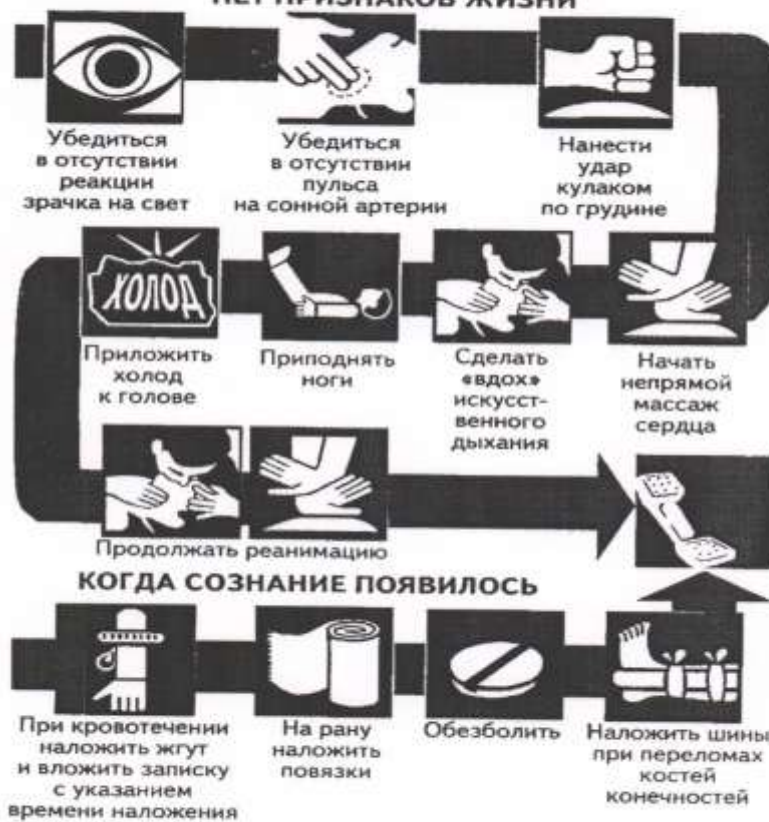 НЕТ ПРИЗНАКОВ ЖИЗНИ
Убедиться
в отсутствии
реакции
зрачка на свет
Убедиться
в отсутствии
пульса
на сонной артерии
Нанести
удар
кулаком
по грудине
ХОЛОД
Приложить
холод
к голове
Приподнять
ноги
Сделать
«вдох»
искусст-
венного
дыхания
Начать
непрямой
массаж
сердца
Продолжать реанимацию
КОГДА СОЗНАНИЕ ПОЯВИЛОСЬ
При кровотечении
наложить жгут
и вложить записку
с указанием
времени наложения
На рану
наложить
повязки
Обезболить
Наложить шины
при переломах
костей
конечностей